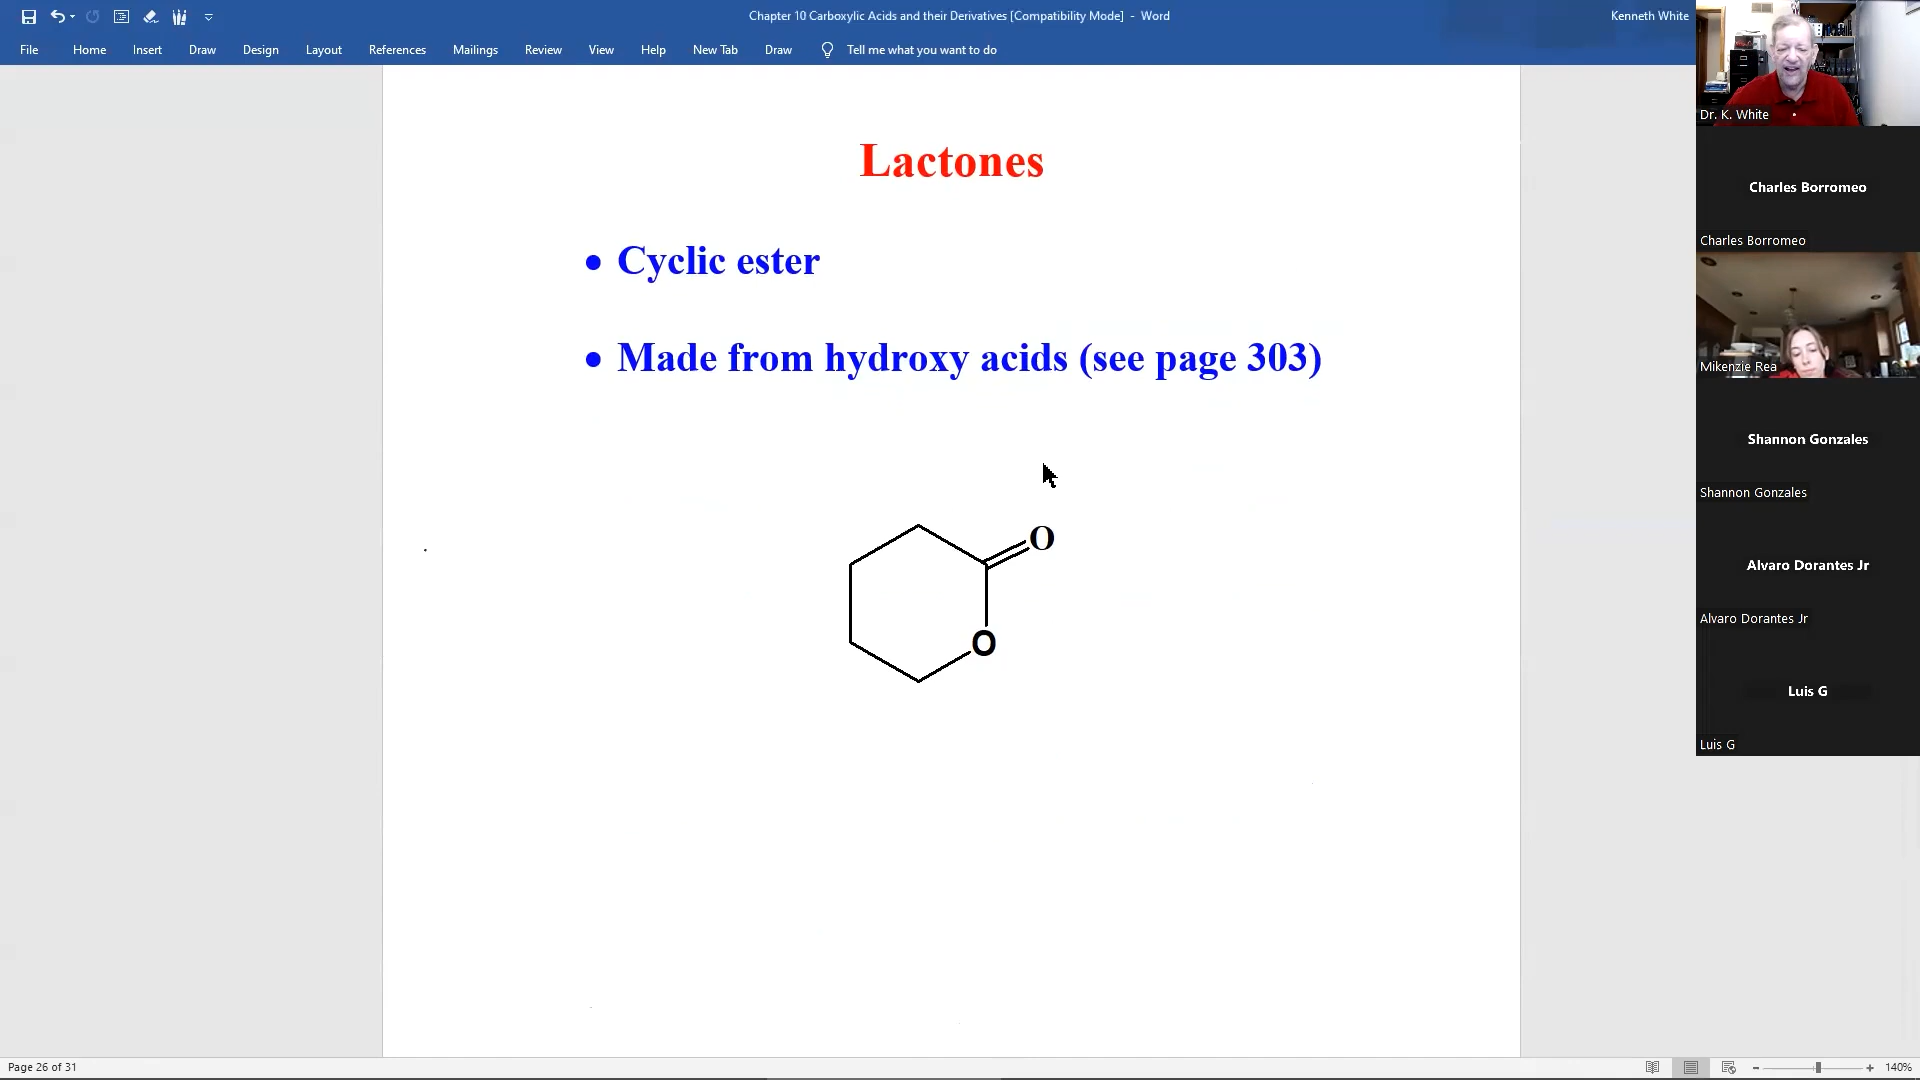 Chapter 10 Carboxylic Acids and their Derivatives [Compatibility Mode] - Word
Kenneth White
File Home Insert Draw Design Layout References Mailings Review View Help New Tab Draw Tell me what you want to do
Dr. K. White
Lactones
• Cyclic ester
• Made from hydroxy acids (see page 303)
O
O
Charles Borromeo
Charles Borromeo
Mikenzie Rea
Shannon Gonzales
Shannon Gonzales
Alvaro Dorantes Jr
Alvaro Dorantes Jr
Luis G
Luis G
Page 26 of 31
140%